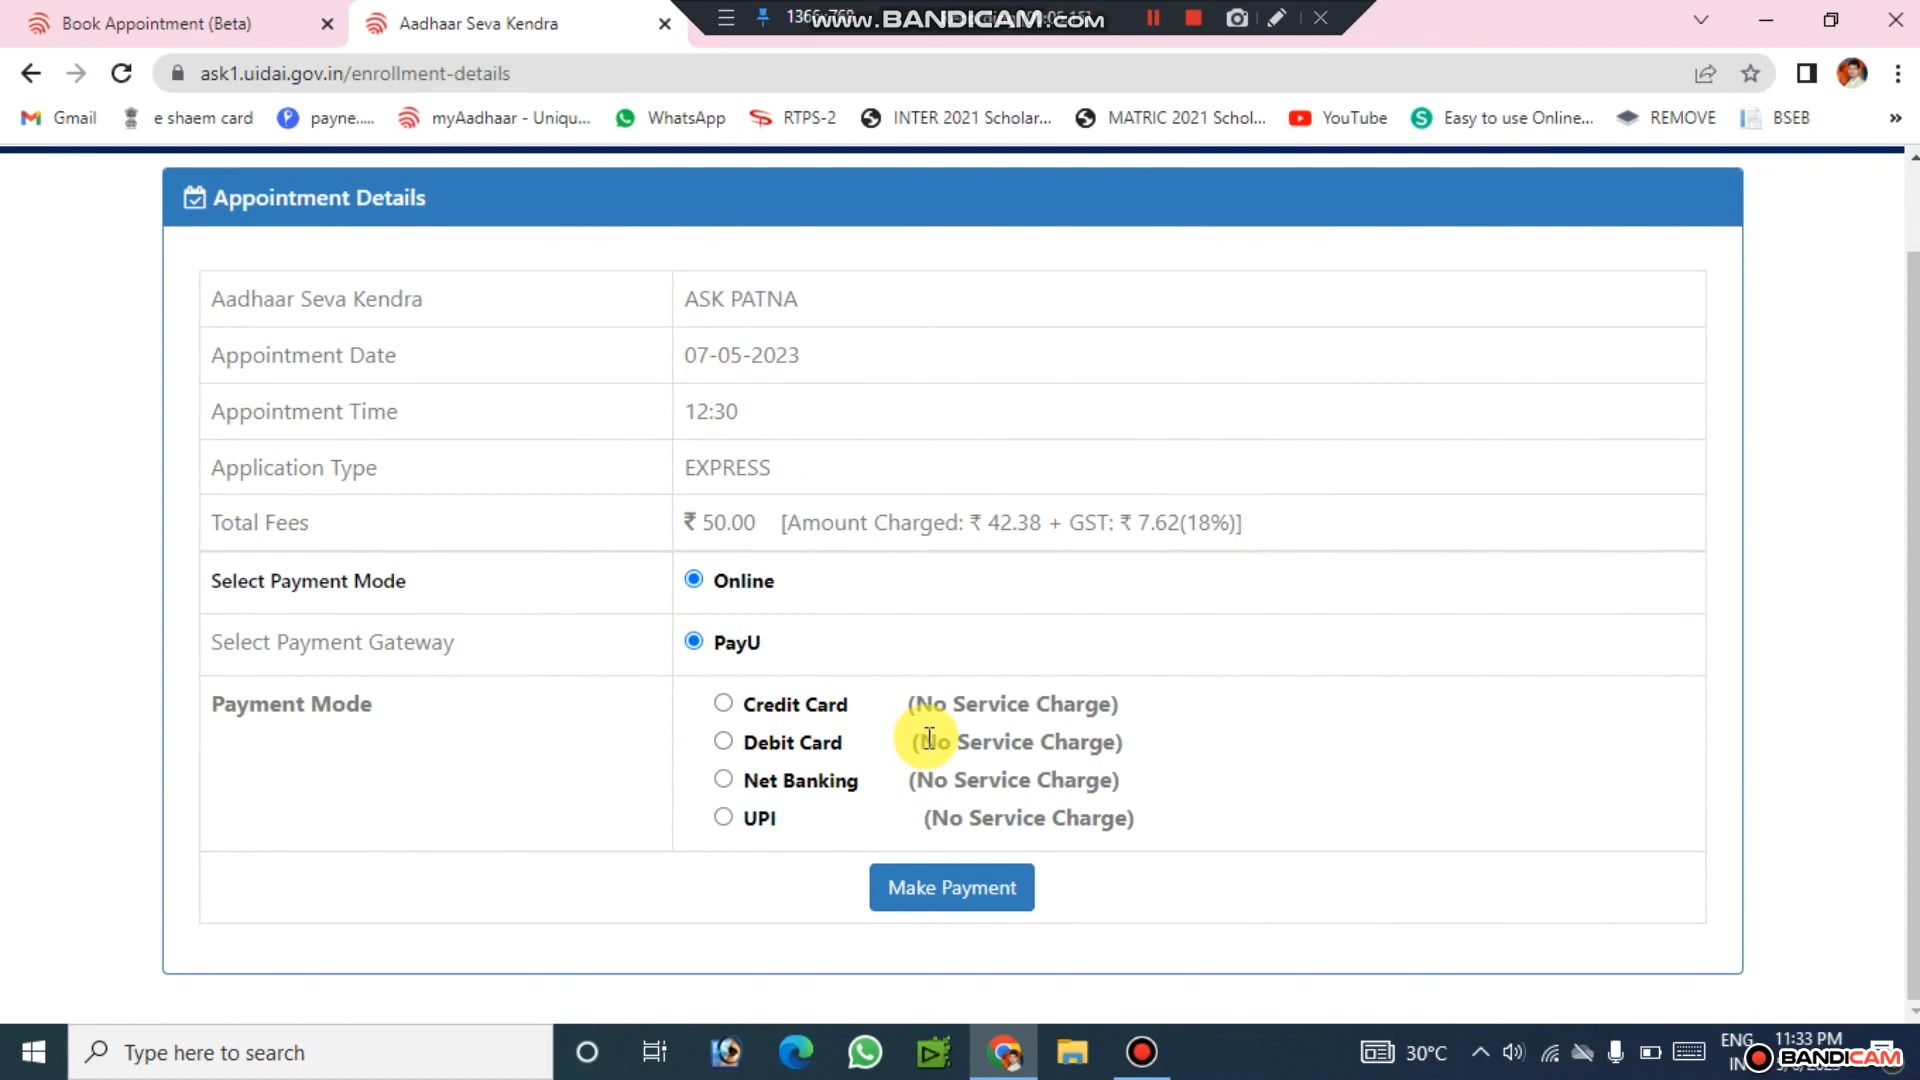 Book Appointment (Beta)
Aadhaar Seva Kendra
www.BANDICAM.com
ask1.uidai.gov.in/enrollment-details
Gmail
e shaem card
payne.....
myAadhaar - Uniqu...
WhatsApp
RTPS-2
INTER 2021 Scholar...
MATRIC 2021 Schol...
YouTube
Easy to use Online...
REMOVE
BSEB
»
Appointment Details
Aadhaar Seva Kendra ASK PATNA
Appointment Date 07-05-2023
Appointment Time 12:30
Application Type EXPRESS
Total Fees ₹ 50.00 [Amount Charged: ₹ 42.38 + GST: ₹ 7.62(18%)]
Select Payment Mode Online
Select Payment Gateway PayU
Payment Mode Credit Card (No Service Charge)
Debit Card (No Service Charge)
Net Banking (No Service Charge)
UPI (No Service Charge)
Make Payment
Type here to search
30°C
ENG
11:33 PM
BANDICAM